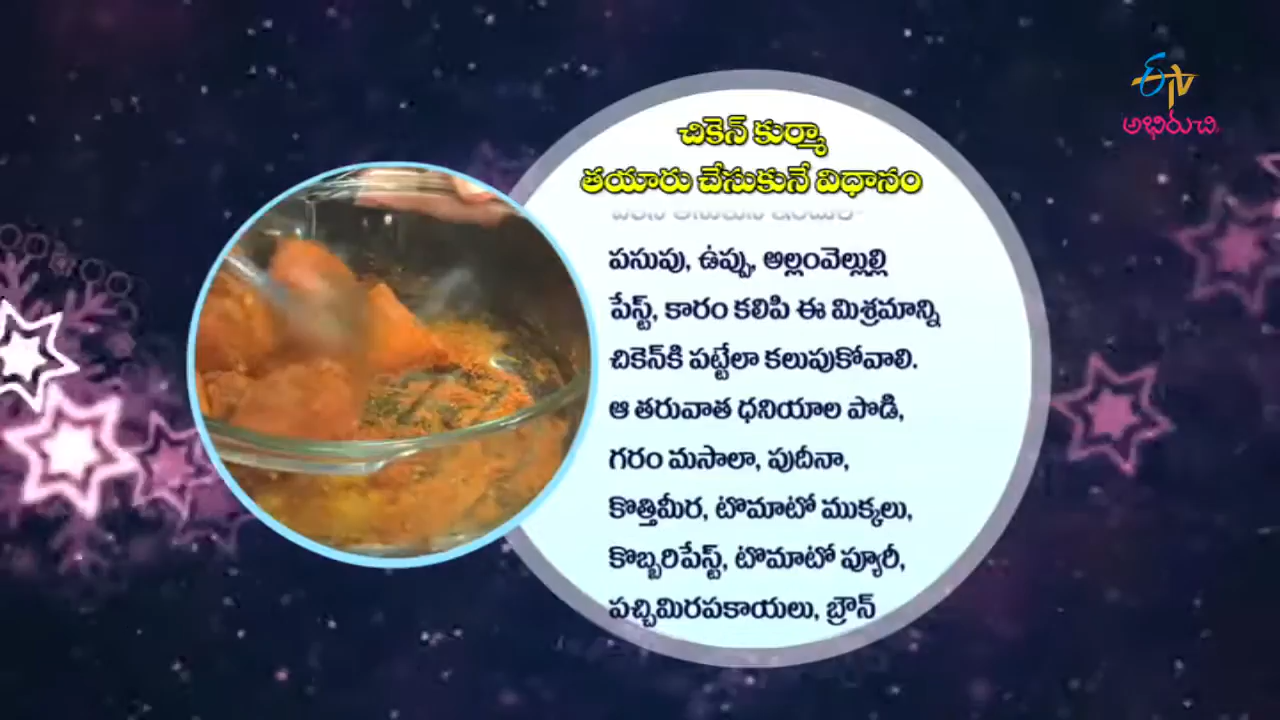 ETV
అభిరుచి
చికెన్ కుర్మా
తయారు చేసుకునే విధానం
పసుపు, ఉప్పు, అల్లంవెల్లుల్లి
పేస్ట్, కారం కలిపి ఈ మిశ్రమాన్ని
చికెన్‌కి పట్టేలా కలుపుకోవాలి.
ఆ తరువాత ధనియాల పొడి,
గరం మసాలా, పుదీనా,
కొత్తిమీర, టొమాటో ముక్కలు,
కొబ్బరిపేస్ట్, టొమాటో ప్యూరీ,
పచ్చిమిరపకాయలు, బ్రౌన్